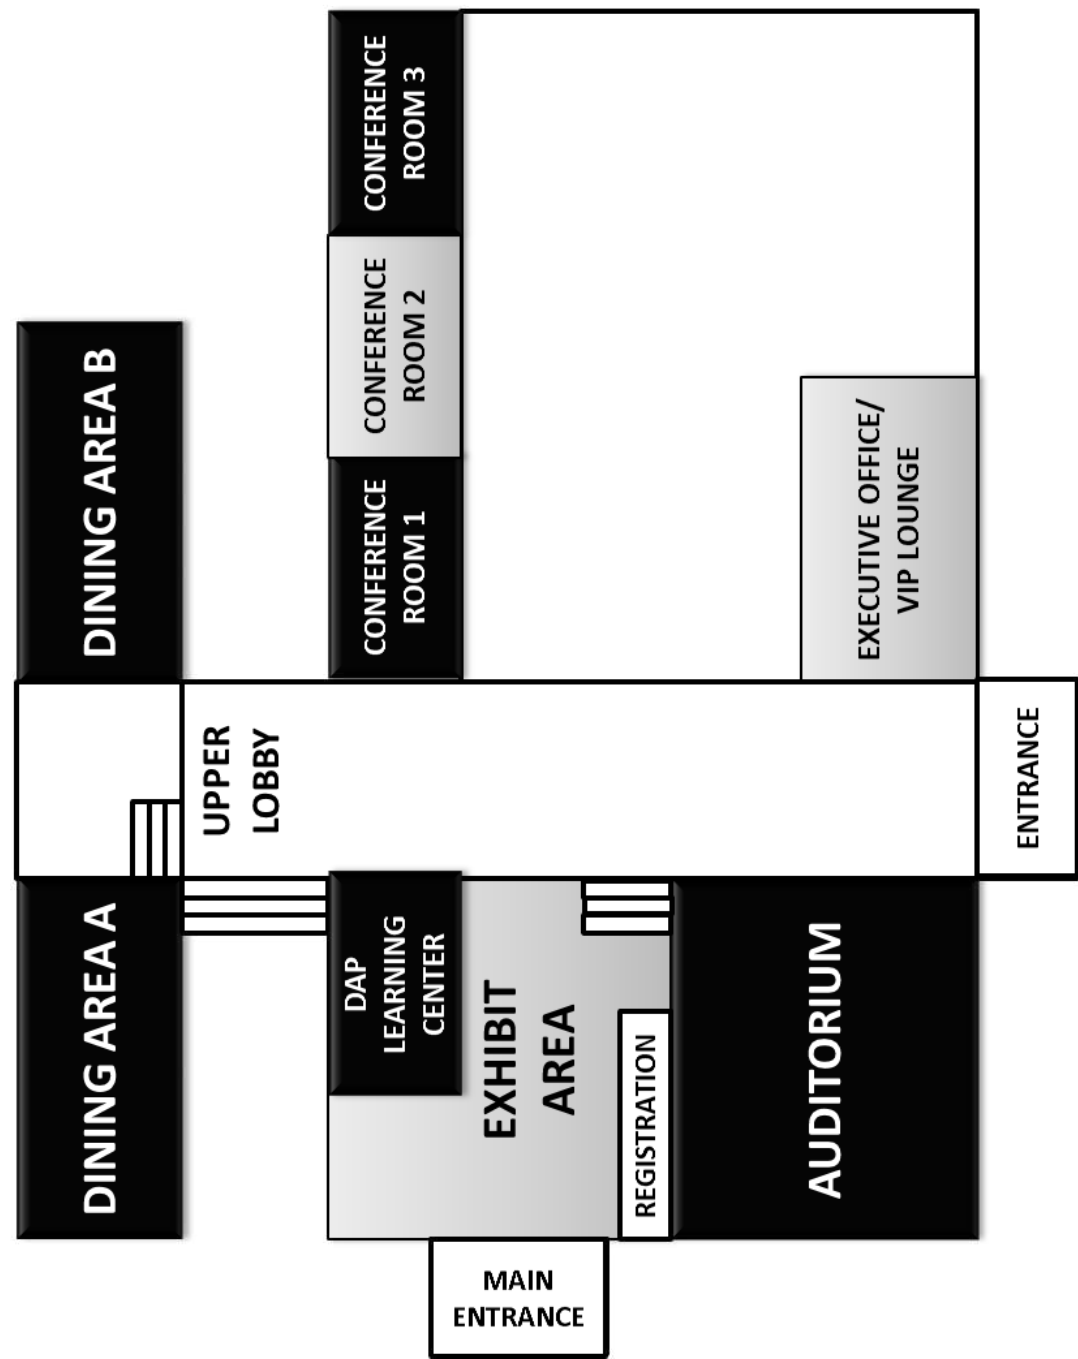 CONFERENCE
ROOM 3
CONFERENCE
ROOM 2
CONFERENCE
ROOM 1
DINING AREA B
EXECUTIVE OFFICE/
VIP LOUNGE
UPPER
LOBBY
ENTRANCE
DINING AREA A
DAP
LEARNING
CENTER
EXHIBIT
AREA
REGISTRATION
AUDITORIUM
MAIN
ENTRANCE